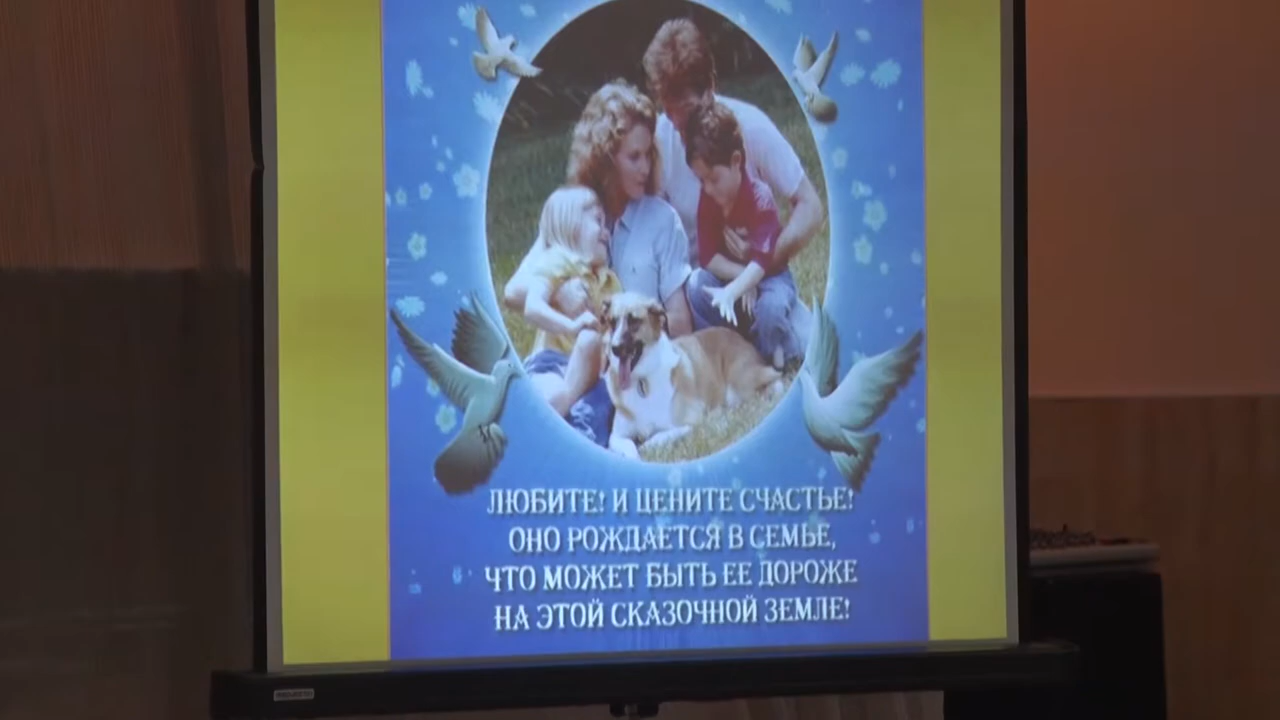 ЛЮБИТЕ! И ЦЕНИТЕ СЧАСТЬЕ!
ОНО РОЖДАЕТСЯ В СЕМЬЕ,
ЧТО МОЖЕТ БЫТЬ ЕЕ ДОРОЖЕ
НА ЭТОЙ СКАЗОЧНОЙ ЗЕМЛЕ!